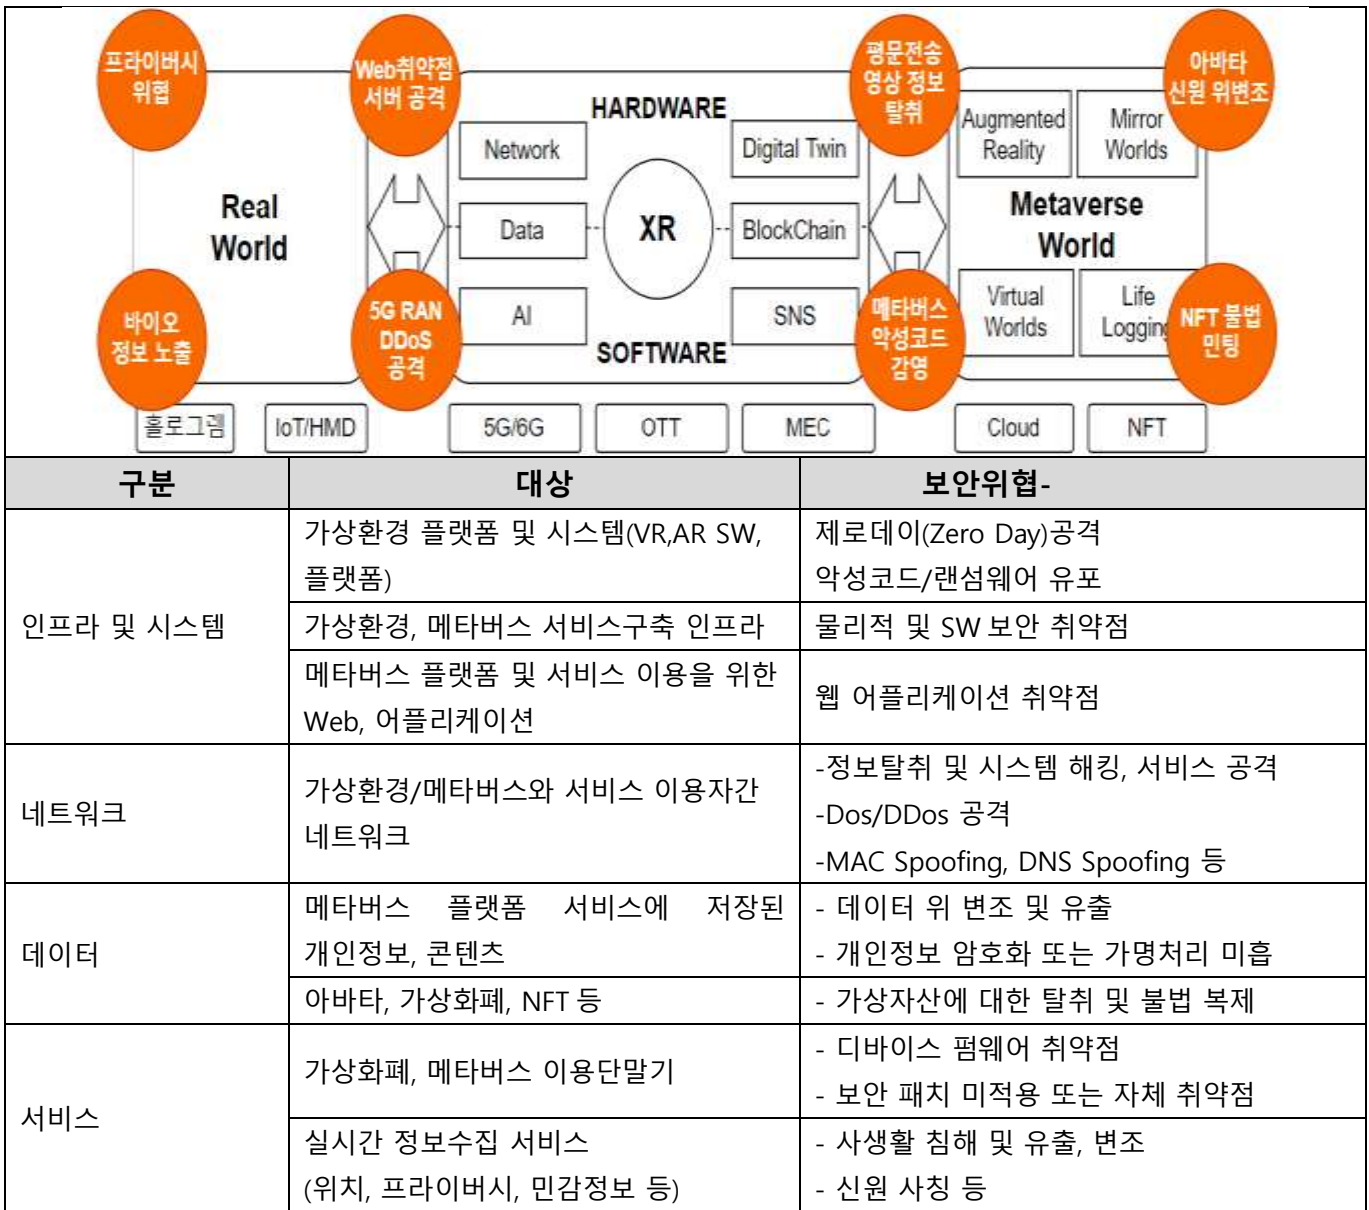 프라이버시
위협
Web취약점
서버 공격
평문전송
영상 정보
탈취
아바타
신원 위변조
HARDWARE
Network
Digital Twin
Augmented
Reality
Mirror
Worlds
Real
World
Data
XR
BlockChain
Metaverse
World
바이오
정보 노출
5G RAN
DDoS
공격
AI
SNS
SOFTWARE
메타버스
악성코드
감영
Virtual
Worlds
Life
Logging
NFT 불법
민팅
홀로그램
IoT/HMD
5G/6G
OTT
MEC
Cloud
NFT
구분 대상 보안위협-
인프라 및 시스템
가상환경 플랫폼 및 시스템(VR,AR SW,
플랫폼)
제로데이(Zero Day)공격
악성코드/랜섬웨어 유포
가상환경, 메타버스 서비스구축 인프라
물리적 및 SW 보안 취약점
메타버스 플랫폼 및 서비스 이용을 위한
Web, 어플리케이션
웹 어플리케이션 취약점
네트워크
가상환경/메타버스와 서비스 이용자간
네트워크
-정보탈취 및 시스템 해킹, 서비스 공격
-Dos/DDos 공격
-MAC Spoofing, DNS Spoofing 등
데이터
메타버스 플랫폼 서비스에 저장된
개인정보, 콘텐츠
- 데이터 위 변조 및 유출
- 개인정보 암호화 또는 가명처리 미흡
아바타, 가상화폐, NFT 등
- 가상자산에 대한 탈취 및 불법 복제
서비스
가상화폐, 메타버스 이용단말기
- 디바이스 펌웨어 취약점
- 보안 패치 미적용 또는 자체 취약점
실시간 정보수집 서비스
(위치, 프라이버시, 민감정보 등)
- 사생활 침해 및 유출, 변조
- 신원 사칭 등